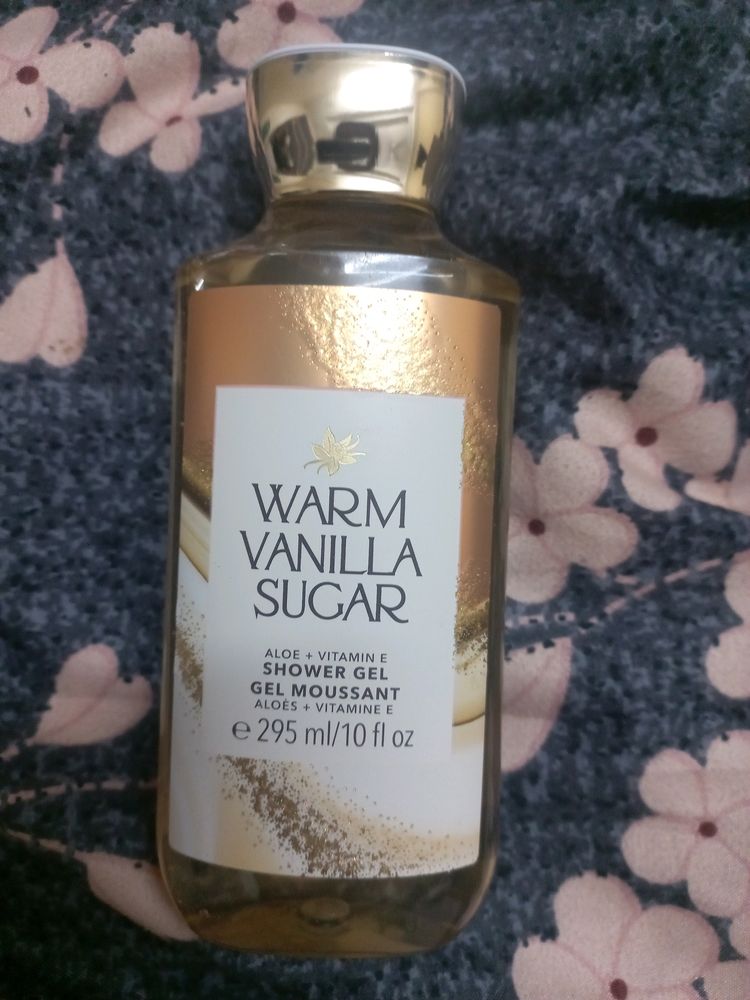 WARM
VANILLA
SUGAR
ALOE + VITAMIN E
SHOWER GEL
GEL MOUSSANT
ALOÈS + VITAMINE E
℮ 295 ml/10 fl oz